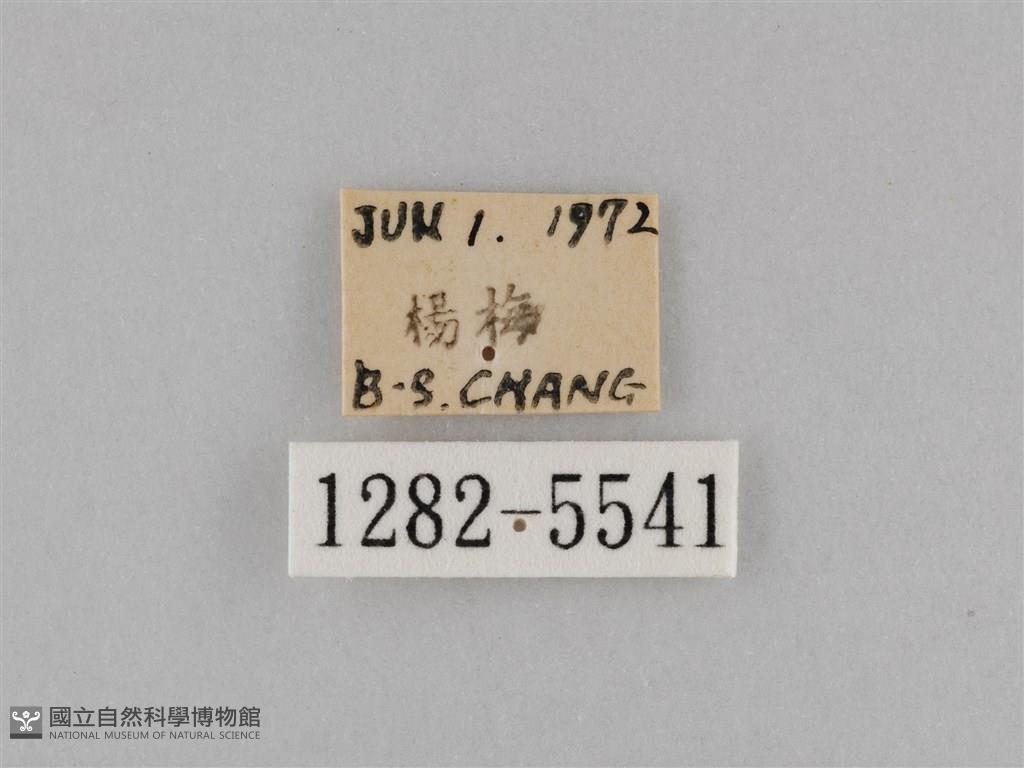 JUN 1. 1972
楊梅
B-S. CHANG
1282-5541
國立自然科學博物館
NATIONAL MUSEUM OF NATURAL SCIENCE